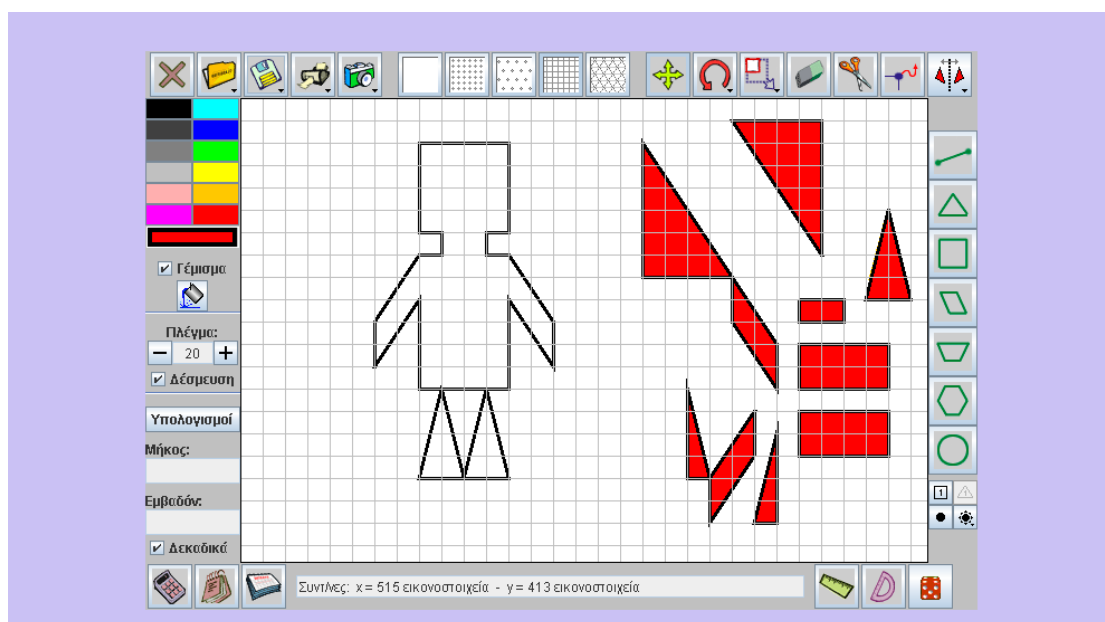 Γέμισμα
Πλέγμα:
20
Δέσμευση
Υπολογισμοί
Μήκος:
Εμβαδόν:
Δεκαδικά
1
Συντ/νες: x = 515 εικονοστοιχεία - y = 413 εικονοστοιχεία